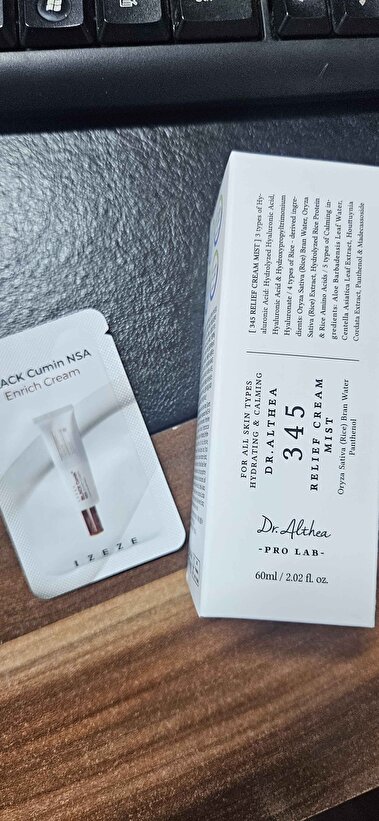 ACK Cumin NSA
Enrich Cream
IZEZE
[ 345 RELIEF CREAM MIST ] 3 types of Hy-
aluronic Acid: Hydrolyzed Hyaluronic Acid,
Hyaluronic Acid & Hydroxypropyltrimonium
Hyaluronate / 4 types of Rice - derived ingre-
dients: Oryza Sativa (Rice) Bran Water, Oryza
Sativa (Rice) Extract, Hydrolyzed Rice Protein
& Rice Amino Acids / 5 types of Calming in-
gredients: Aloe Barbadensis Leaf Water,
Centella Asiatica Leaf Extract, Houttuynia
Cordata Extract, Panthenol & Madecassoside
FOR ALL SKIN TYPES
HYDRATING & CALMING
DR.ALTHEA
345
RELIEF CREAM
MIST
Oryza Sativa (Rice) Bran Water
Panthenol
Dr.Althea
-PRO LAB-
60ml / 2.02 fl. oz.